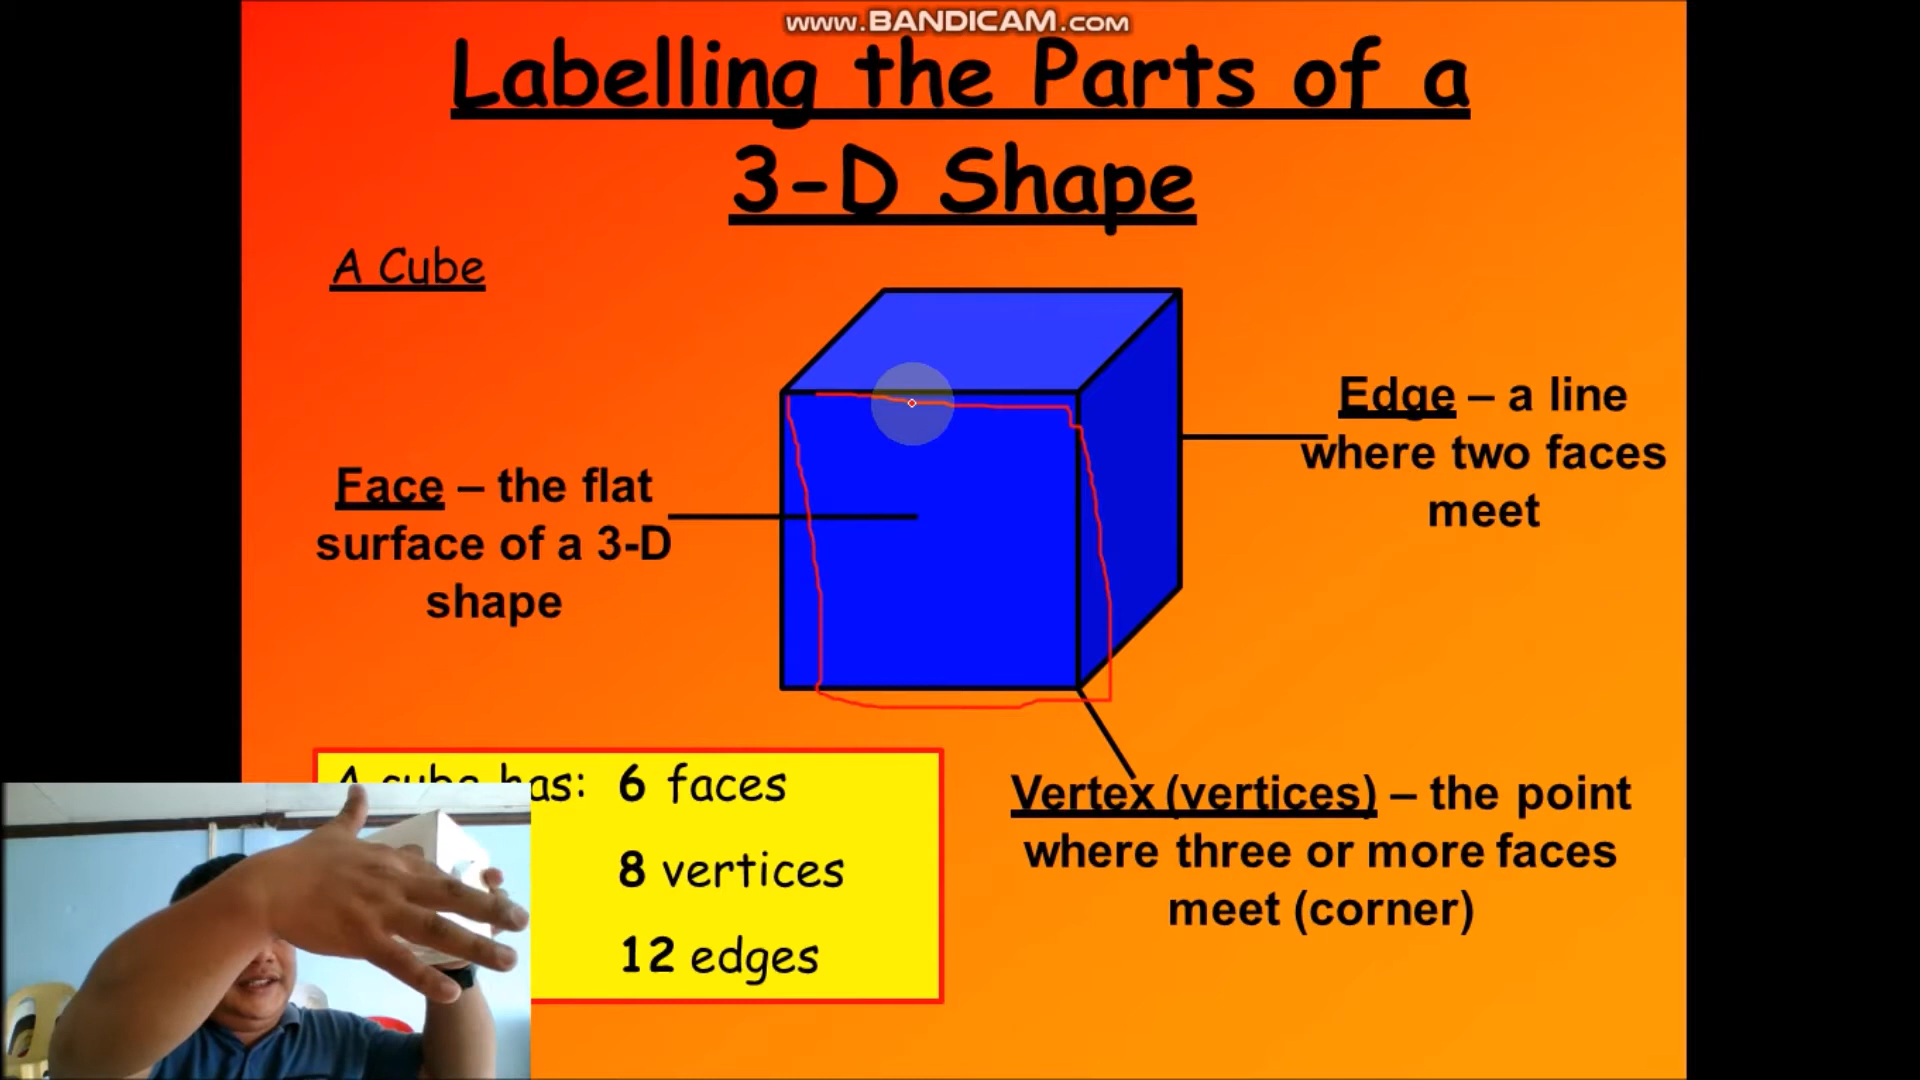 www.BANDICAM.com
Labelling the Parts of a
3-D Shape
A Cube
Face – the flat
surface of a 3-D
shape
Edge – a line
where two faces
meet
Vertex (vertices) – the point
where three or more faces
meet (corner)
A cube has: 6 faces
8 vertices
12 edges